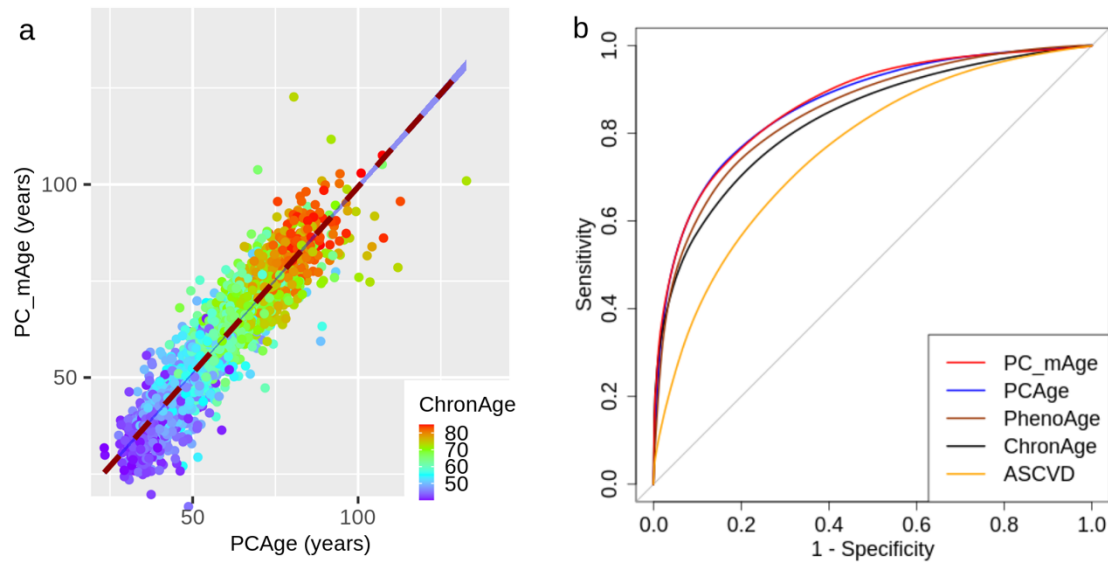 a
PC_mAge (years)
100
50
50
100
PCAge (years)
ChronAge
80
70
60
50
b
Sensitivity
1.0
0.8
0.6
0.4
0.2
0.0
0.0
0.2
0.4
0.6
0.8
1.0
1 - Specificity
PC_mAge
PCAge
PhenoAge
ChronAge
ASCVD